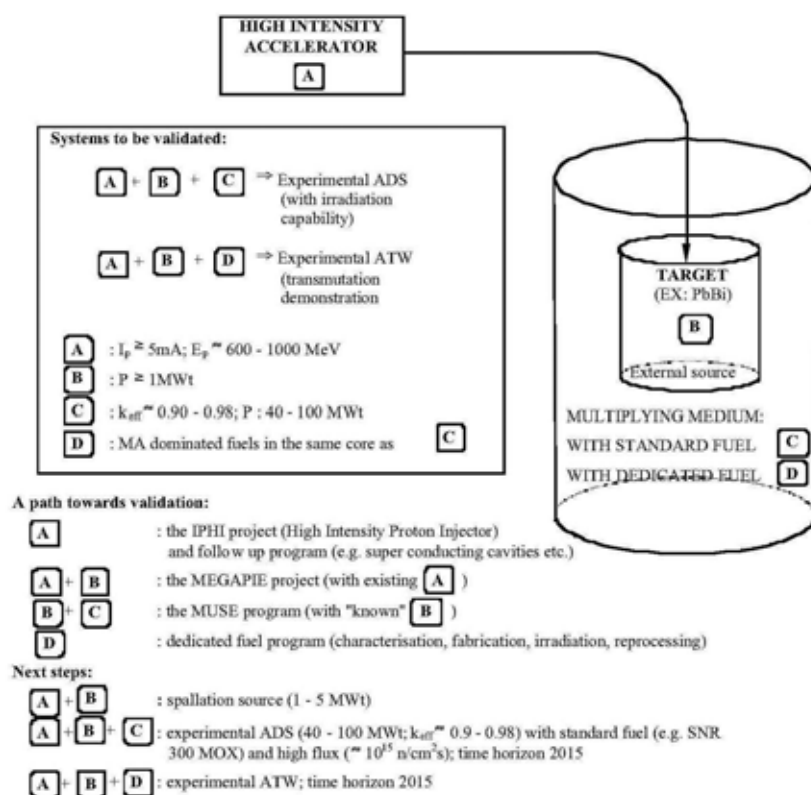 HIGH INTENSITY
ACCELERATOR
A
Systems to be validated:
A + B + C ⇒ Experimental ADS
(with irradiation
capability)
A + B + D ⇒ Experimental ATW
(transmutation
demonstration
A : Ip ≥ 5mA; Ep ≃ 600 - 1000 MeV
B : P ≥ 1MWt
C : keff ≃ 0.90 - 0.98; P : 40 - 100 MWt
D : MA dominated fuels in the same core as C
TARGET
(EX: PbBi)
B
External source
MULTIPLYING MEDIUM:
WITH STANDARD FUEL C
WITH DEDICATED FUEL D
A path towards validation:
A : the IPHI project (High Intensity Proton Injector)
and follow up program (e.g. super conducting cavities etc.)
A + B : the MEGAPIE project (with existing A )
B + C : the MUSE program (with "known" B )
D : dedicated fuel program (characterisation, fabrication, irradiation, reprocessing)
Next steps:
A + B : spallation source (1 - 5 MWt)
A + B + C : experimental ADS (40 - 100 MWt; keff ≃ 0.9 - 0.98) with standard fuel (e.g. SNR
300 MOX) and high flux (≃ 10¹⁵ n/cm²s); time horizon 2015
A + B + D : experimental ATW; time horizon 2015